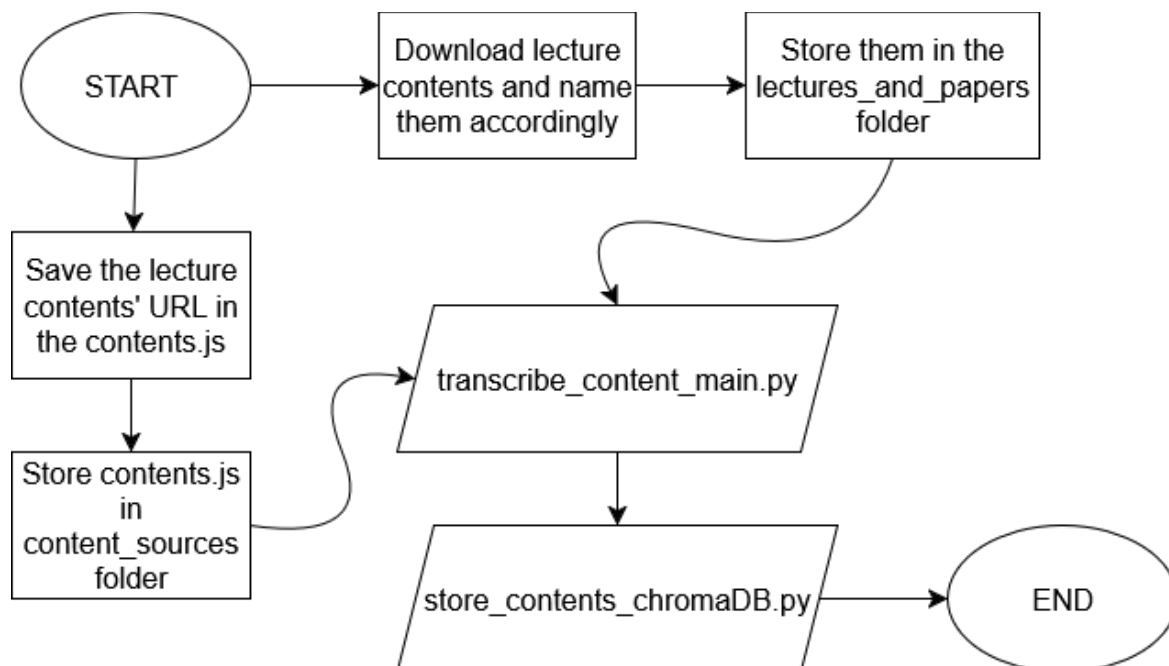 START
Download lecture
contents and name
them accordingly
Store them in the
lectures_and_papers
folder
Save the lecture
contents' URL in
the contents.js
transcribe_content_main.py
Store contents.js
in
content_sources
folder
store_contents_chromaDB.py
END